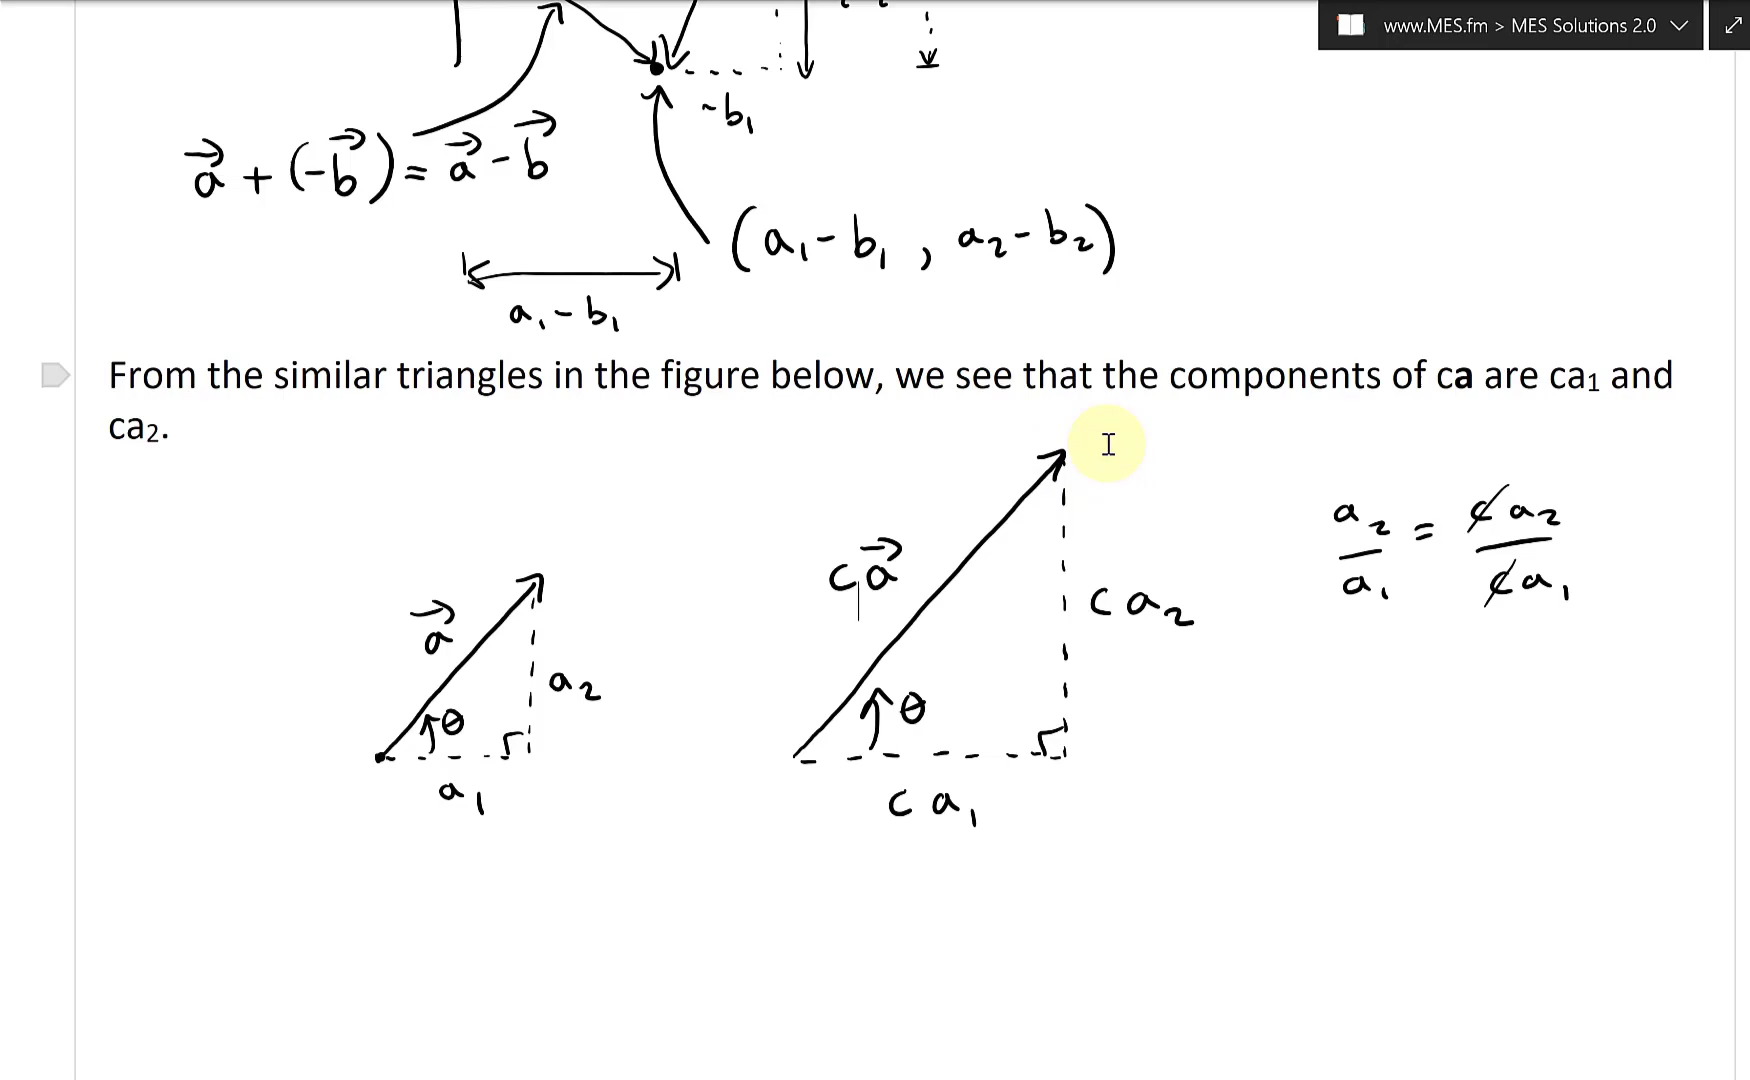 www.MES.fm > MES Solutions 2.0
-b₁
a⃗ + (-b⃗) = a⃗ - b⃗
(a₁ - b₁ , a₂ - b₂)
a₁ - b₁
From the similar triangles in the figure below, we see that the components of ca are ca₁ and
ca₂.
a₂/a₁ = ca₂/ca₁
ca⃗
ca₂
a⃗
a₂
θ
θ
a₁
ca₁